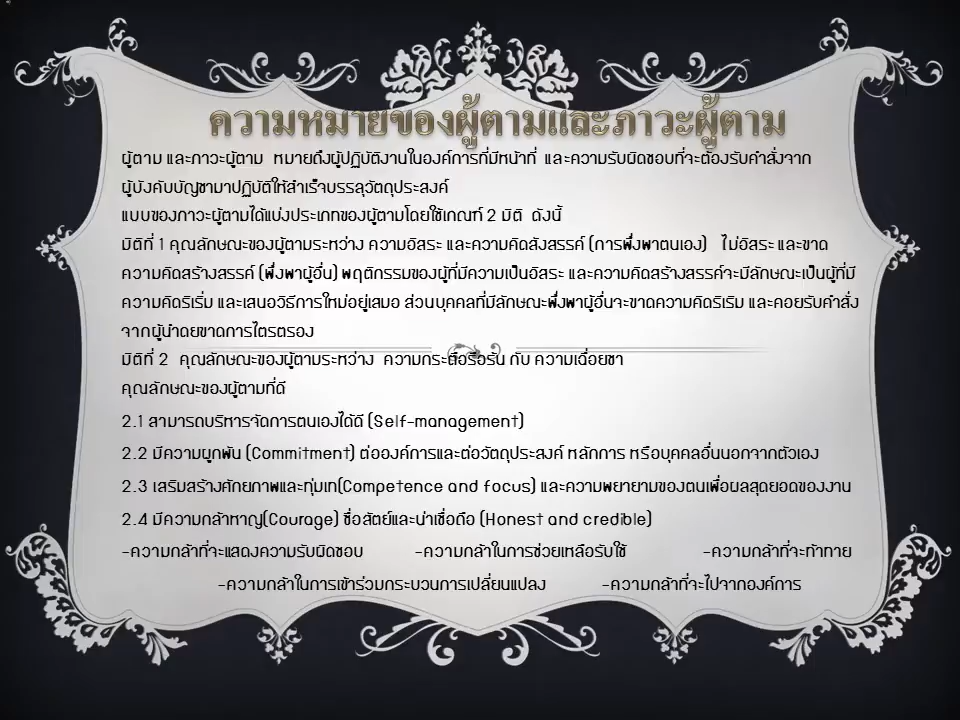 ความหมายของผู้ตามและภาวะผู้ตาม
ผู้ตาม และภาวะผู้ตาม หมายถึงผู้ปฏิบัติงานในองค์การที่มีหน้าที่ และความรับผิดชอบที่จะต้องรับคำสั่งจาก
ผู้บังคับบัญชามาปฏิบัติให้สำเร็จบรรลุวัตถุประสงค์
แบบของภาวะผู้ตามได้แบ่งประเภทของผู้ตามโดยใช้เกณฑ์ 2 มิติ ดังนี้
มิติที่ 1 คุณลักษณะของผู้ตามระหว่าง ความอิสระ และความคิดสังสรรค์ (การพึ่งพาตนเอง) ไม่อิสระ และขาด
ความคิดสร้างสรรค์ (พึ่งพาผู้อื่น) พฤติกรรมของผู้ที่มีความเป็นอิสระ และความคิดสร้างสรรค์จะมีลักษณะเป็นผู้ที่มี
ความคิดริเริ่ม และเสนอวิธีการใหม่อยู่เสมอ ส่วนบุคคลที่มีลักษณะพึ่งพาผู้อื่นจะขาดความคิดริเริม และคอยรับคำสั่ง
จากผู้นำดยขาดการไตรตรอง
มิติที่ 2 คุณลักษณะของผู้ตามระหว่าง ความกระตือรือร้น กับ ความเฉื่อยชา
คุณลักษณะของผู้ตามที่ดี
2.1 สามารถบริหารจัดการตนเองได้ดี (Self-management)
2.2 มีความผูกพัน (Commitment) ต่อองค์การและต่อวัตถุประสงค์ หลักการ หรือบุคคลอื่นนอกจากตัวเอง
2.3 เสริมสร้างศักยภาพและทุ่มเท(Competence and focus) และความพยายามของตนเพื่อผลสุดยอดของงาน
2.4 มีความกล้าหาญ(Courage) ซื่อสัตย์และน่าเชื่อถือ (Honest and credible)
-ความกล้าที่จะแสดงความรับผิดชอบ -ความกล้าในการช่วยเหลือรับใช้ -ความกล้าที่จะท้าทาย
-ความกล้าในการเข้าร่วมกระบวนการเปลี่ยนแปลง -ความกล้าที่จะไปจากองค์การ